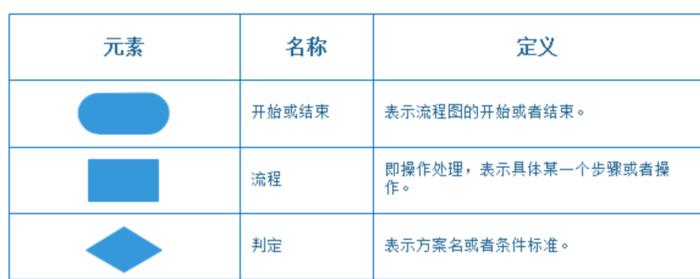 元素 名称 定义
开始或结束 表示流程图的开始或者结束。
流程 即操作处理，表示具体某一个步骤或者操
作。
判定 表示方案名或者条件标准。